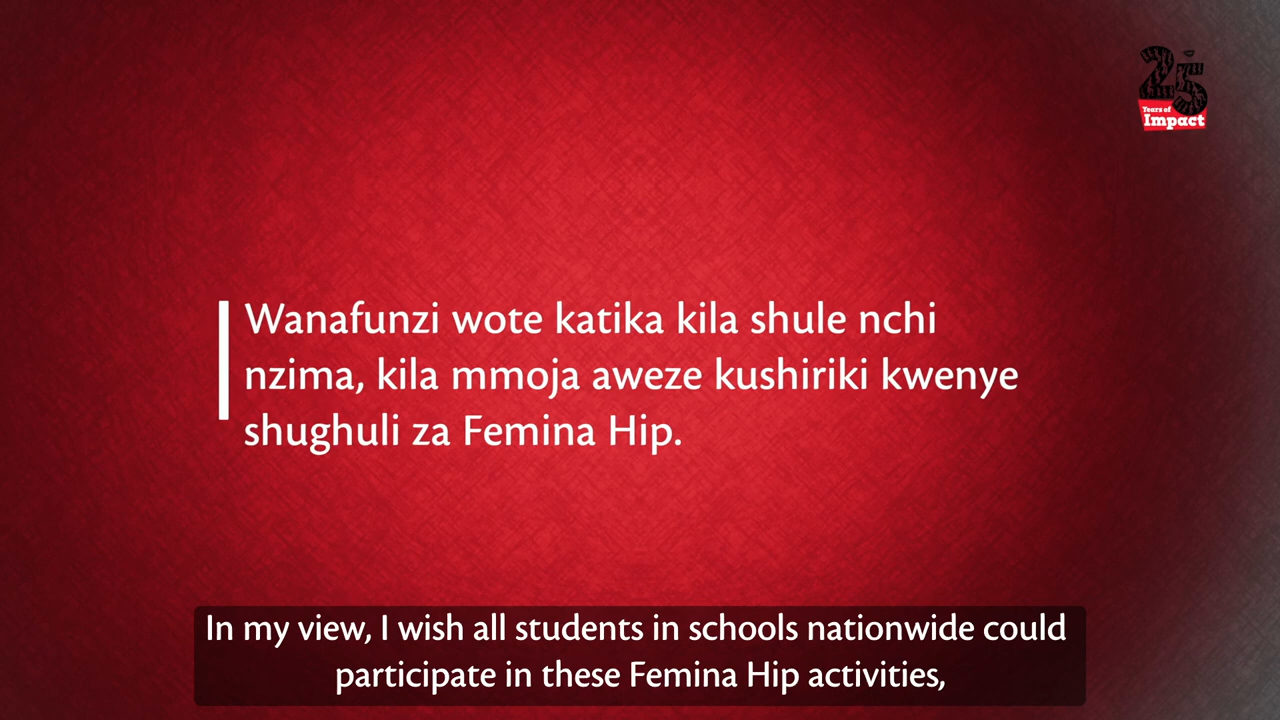 25
Years of
Impact
Wanafunzi wote katika kila shule nchi
nzima, kila mmoja aweze kushiriki kwenye
shughuli za Femina Hip.
In my view, I wish all students in schools nationwide could
participate in these Femina Hip activities,